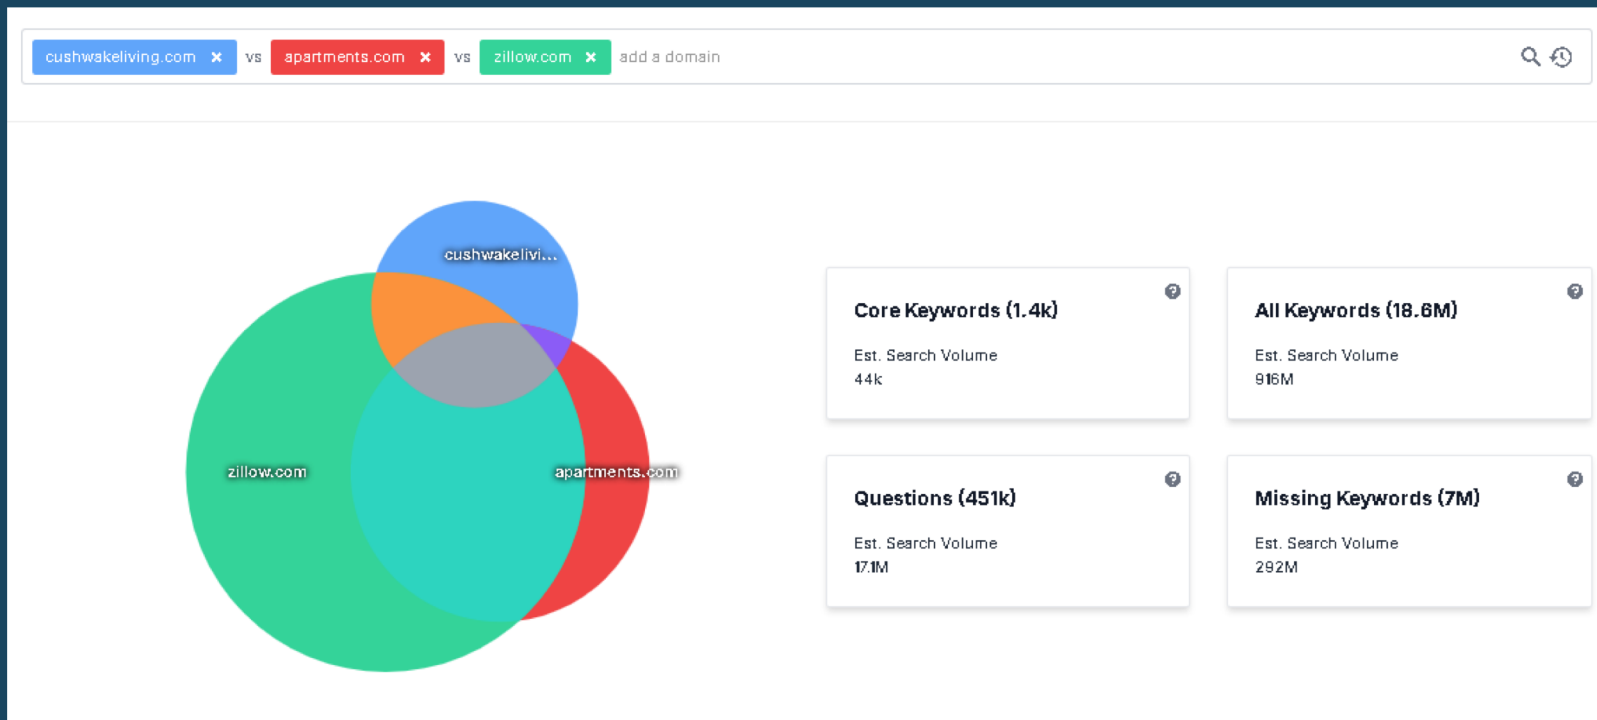 cushwakeliving.com × vs apartments.com × vs zillow.com × add a domain
cushwakelivi...
zillow.com
apartments.com
Core Keywords (1.4k)
Est. Search Volume
44k
All Keywords (18.6M)
Est. Search Volume
916M
Questions (451k)
Est. Search Volume
17.1M
Missing Keywords (7M)
Est. Search Volume
292M